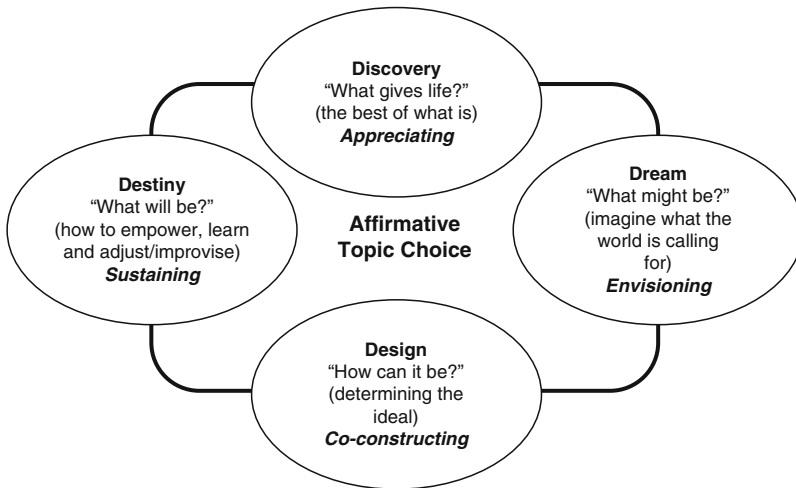 Discovery
“What gives life?”
(the best of what is)
Appreciating
Destiny
“What will be?”
(how to empower, learn
and adjust/improvise)
Sustaining
Affirmative
Topic Choice
Dream
“What might be?”
(imagine what the
world is calling
for)
Envisioning
Design
“How can it be?”
(determining the
ideal)
Co-constructing